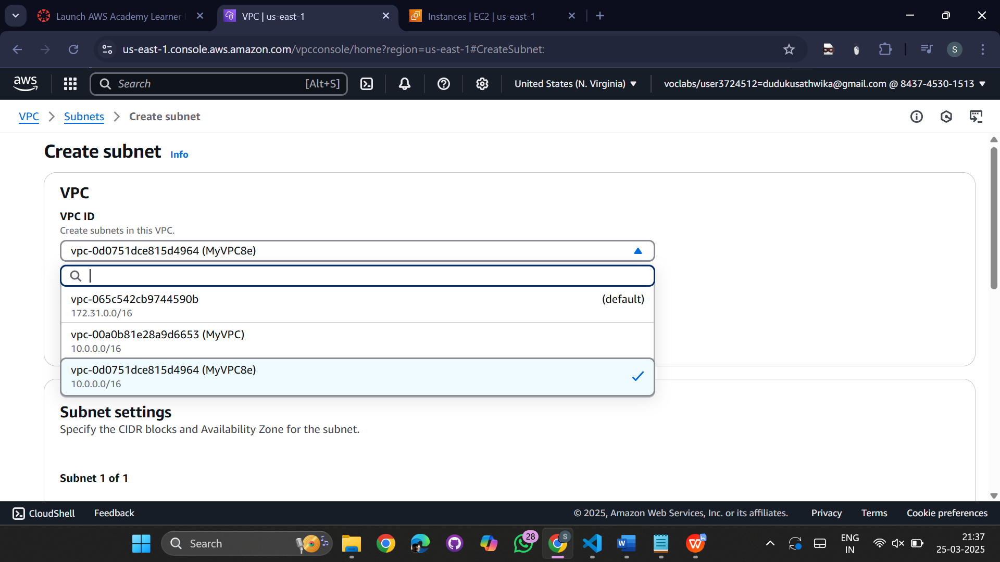 Launch AWS Academy Learner
VPC | us-east-1
Instances | EC2 | us-east-1
us-east-1.console.aws.amazon.com/vpcconsole/home?region=us-east-1#CreateSubnet:
S
aws
Search
[Alt+S]
United States (N. Virginia)
voclabs/user3724512=dudukusathwika@gmail.com @ 8437-4530-1513
VPC
Subnets
Create subnet
Create subnet
Info
VPC
VPC ID
Create subnets in this VPC.
vpc-0d0751dce815d4964 (MyVPC8e)
vpc-065c542cb9744590b
(default)
172.31.0.0/16
vpc-00a0b81e28a9d6653 (MyVPC)
10.0.0.0/16
vpc-0d0751dce815d4964 (MyVPC8e)
10.0.0.0/16
Subnet settings
Specify the CIDR blocks and Availability Zone for the subnet.
Subnet 1 of 1
CloudShell
Feedback
© 2025, Amazon Web Services, Inc. or its affiliates.
Privacy
Terms
Cookie preferences
Search
28
S
W
W
ENG
IN
21:37
25-03-2025